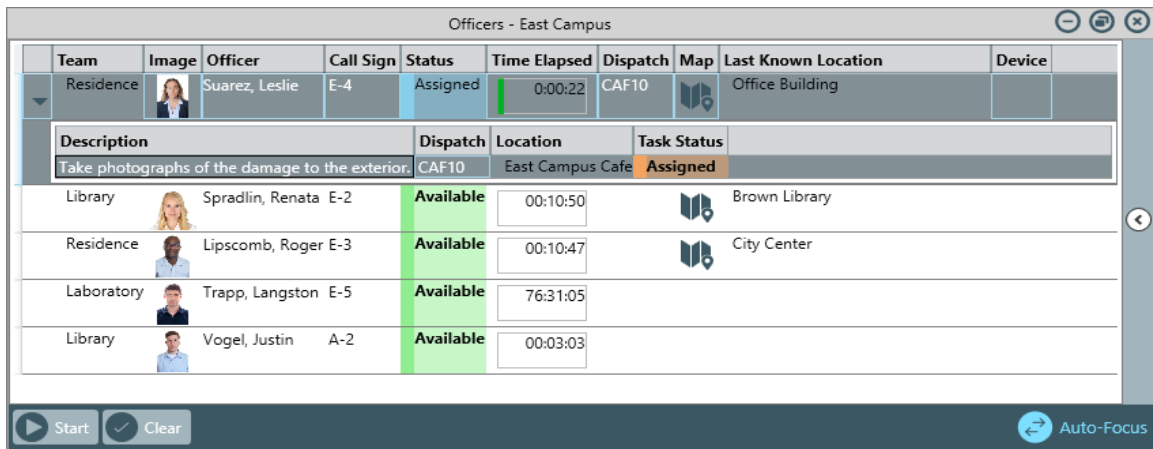 Officers - East Campus
Team Image Officer Call Sign Status Time Elapsed Dispatch Map Last Known Location Device
Residence Suarez, Leslie E-4 Assigned 0:00:22 CAF10 Office Building
Description Dispatch Location Task Status
Take photographs of the damage to the exterior. CAF10 East Campus Cafe Assigned
Library Spradlin, Renata E-2 Available 00:10:50 Brown Library
Residence Lipscomb, Roger E-3 Available 00:10:47 City Center
Laboratory Trapp, Langston E-5 Available 76:31:05
Library Vogel, Justin A-2 Available 00:03:03
Start Clear Auto-Focus